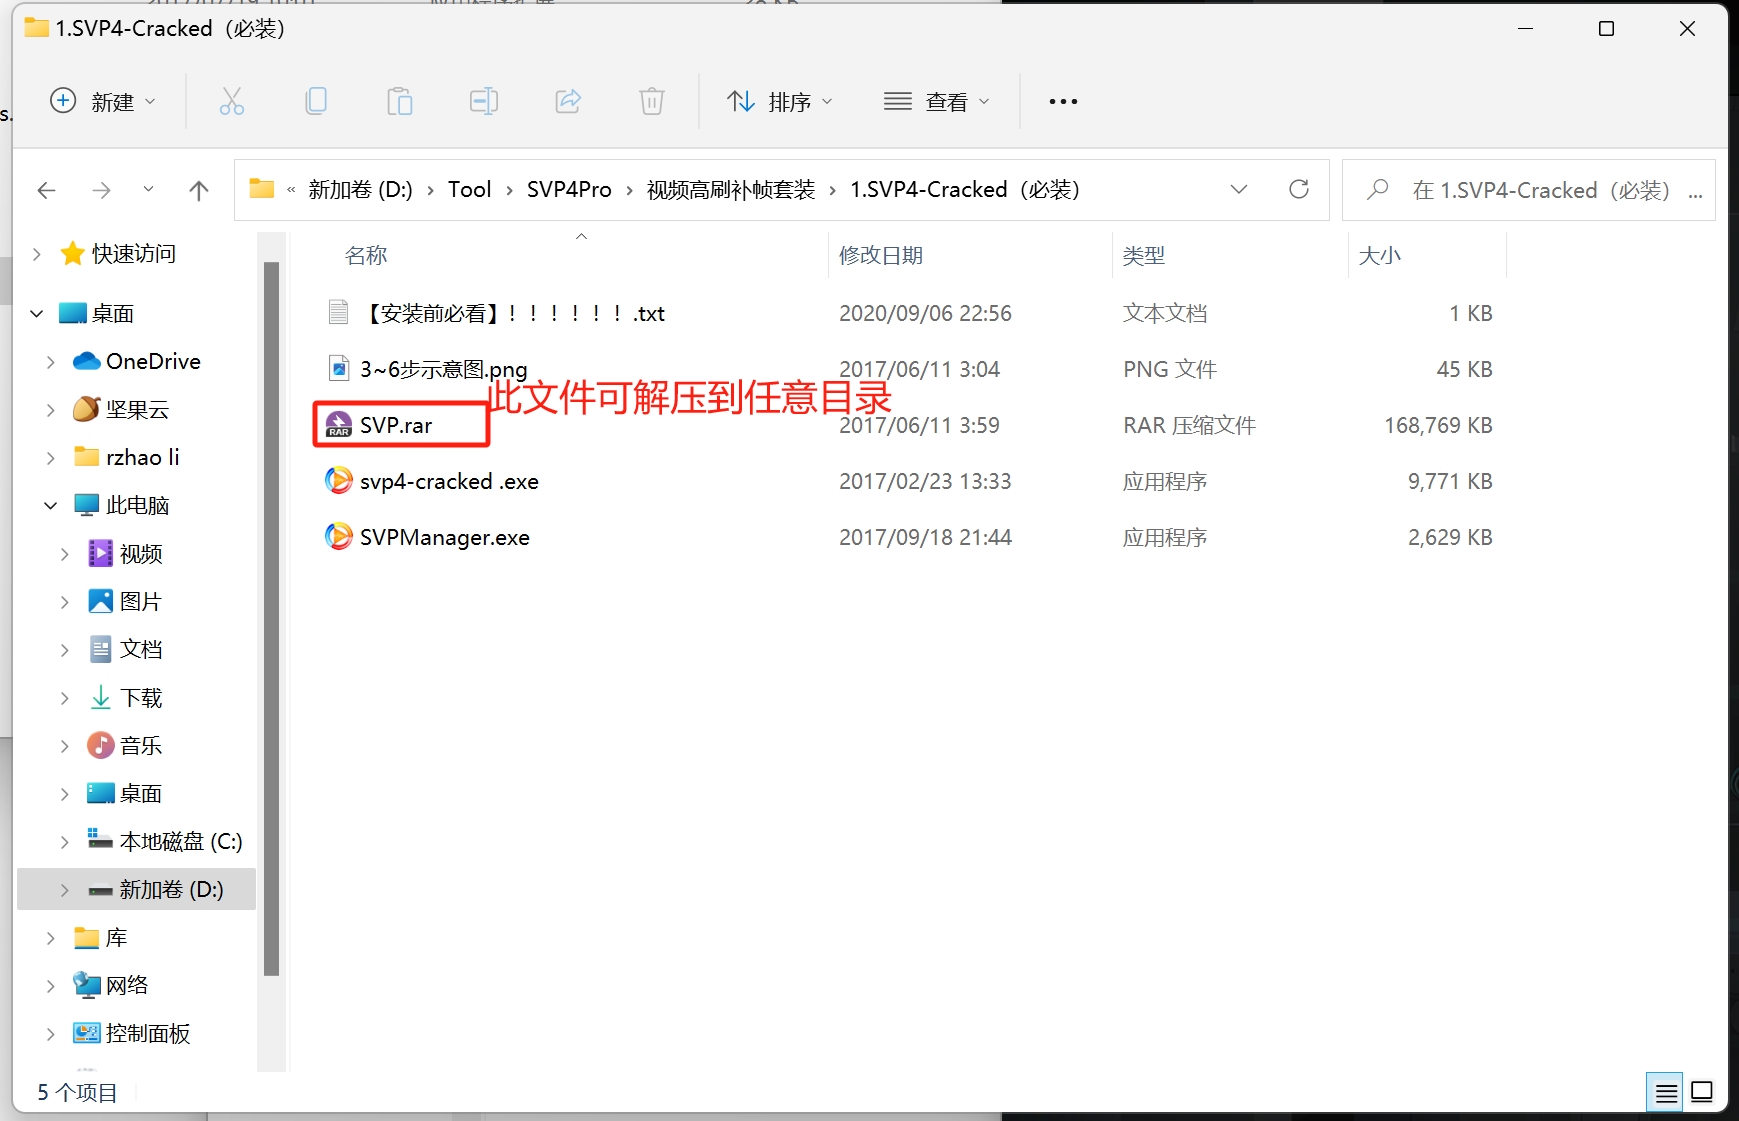 1.SVP4-Cracked（必装）
新建
排序
查看
« 新加卷 (D:) › Tool › SVP4Pro › 视频高刷补帧套装 › 1.SVP4-Cracked（必装）
在 1.SVP4-Cracked（必装） ...
名称 修改日期 类型 大小
【安装前必看】！！！！！！.txt 2020/09/06 22:56 文本文档 1 KB
3~6步示意图.png 2017/06/11 3:04 PNG 文件 45 KB
此文件可解压到任意目录
SVP.rar 2017/06/11 3:59 RAR 压缩文件 168,769 KB
svp4-cracked .exe 2017/02/23 13:33 应用程序 9,771 KB
SVPManager.exe 2017/09/18 21:44 应用程序 2,629 KB
快速访问
桌面
OneDrive
坚果云
rzhao li
此电脑
视频
图片
文档
下载
音乐
桌面
本地磁盘 (C:)
新加卷 (D:)
库
网络
控制面板
5 个项目